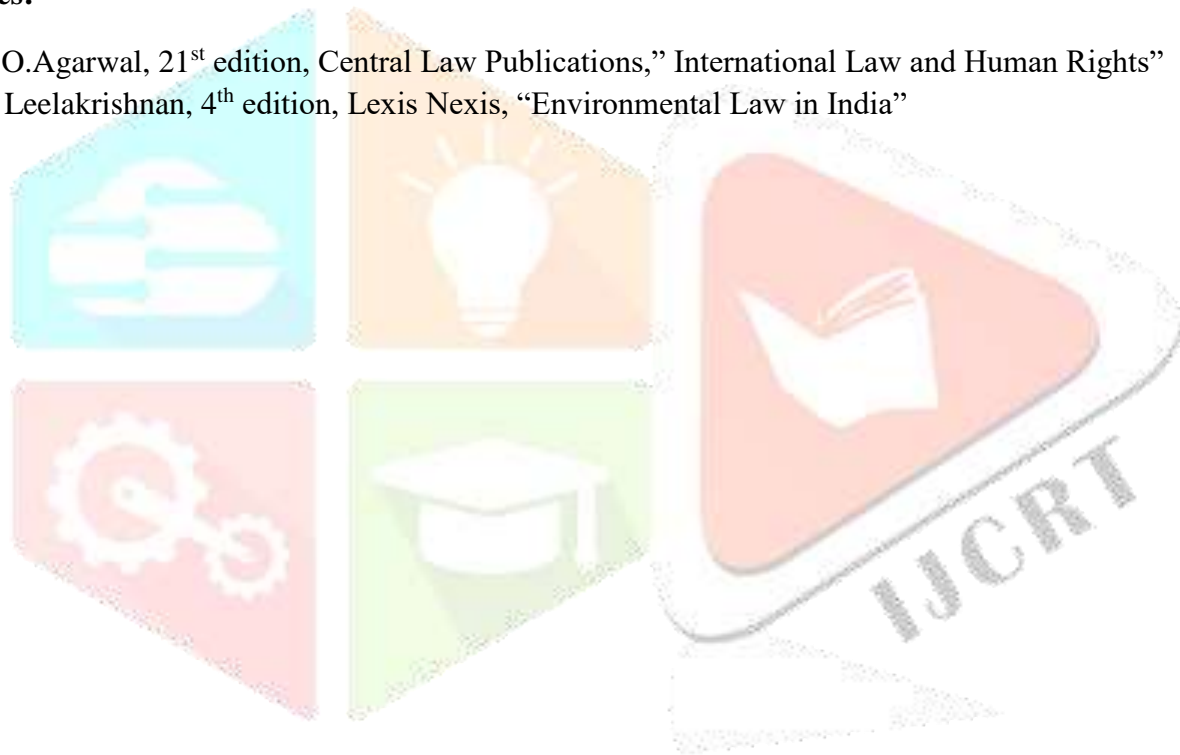 O.Agarwal, 21st edition, Central Law Publications,” International Law and Human Rights”
Leelakrishnan, 4th edition, Lexis Nexis, “Environmental Law in India”
IJCRT